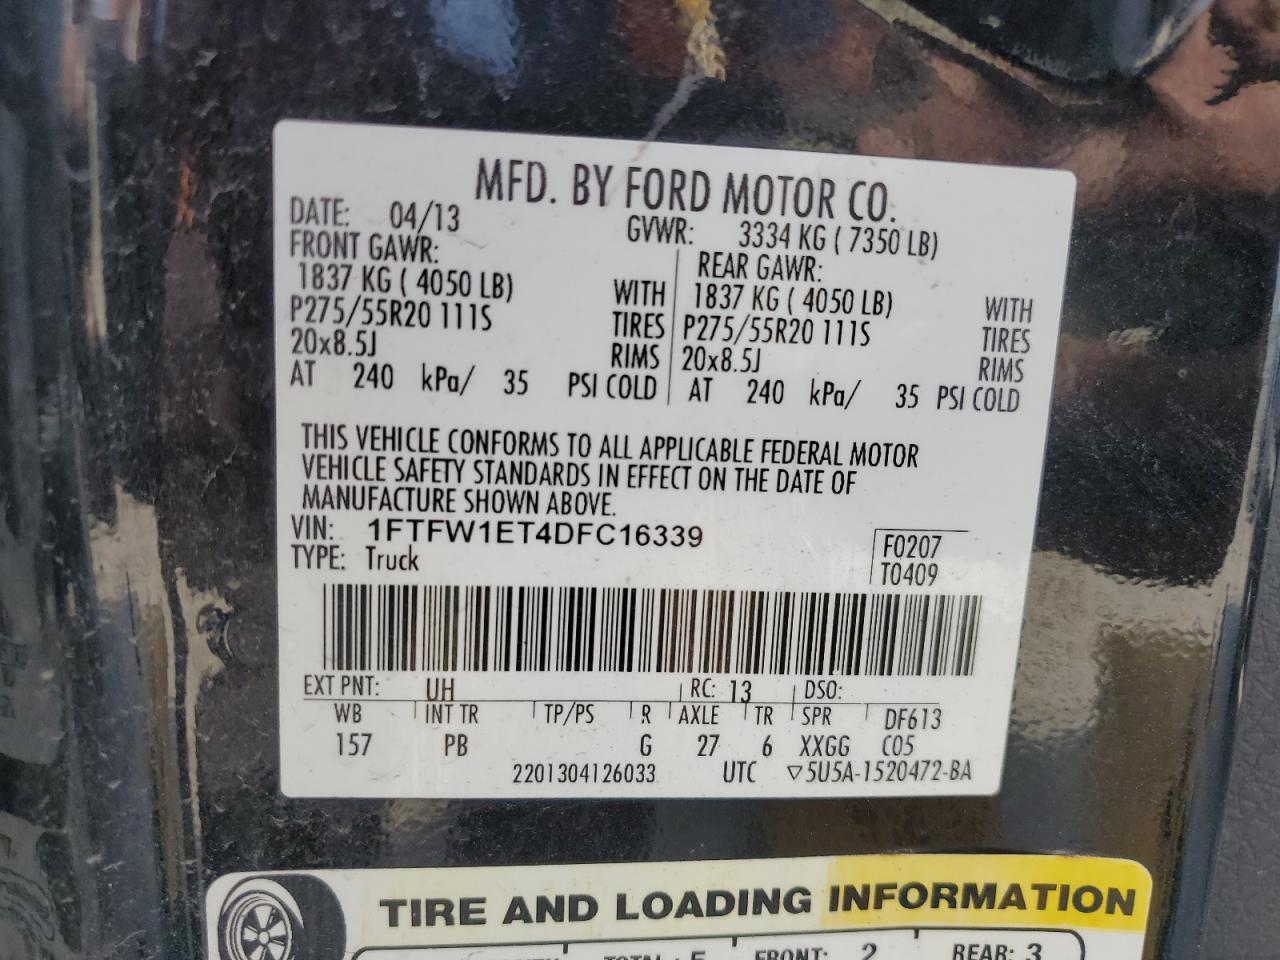 MFD. BY FORD MOTOR CO.
DATE: 04/13 GVWR: 3334 KG ( 7350 LB)
FRONT GAWR: REAR GAWR:
1837 KG ( 4050 LB) WITH 1837 KG ( 4050 LB) WITH
P275/55R20 111S TIRES P275/55R20 111S TIRES
20x8.5J RIMS 20x8.5J RIMS
AT 240 kPa/ 35 PSI COLD AT 240 kPa/ 35 PSI COLD
THIS VEHICLE CONFORMS TO ALL APPLICABLE FEDERAL MOTOR
VEHICLE SAFETY STANDARDS IN EFFECT ON THE DATE OF
MANUFACTURE SHOWN ABOVE.
VIN: 1FTFW1ET4DFC16339 F0207
TYPE: Truck T0409
EXT PNT: UH RC: 13 DSO:
WB INT TR TP/PS R AXLE TR SPR DF613
157 PB G 27 6 XXGG C05
2201304126033 UTC ▽5U5A-1520472-BA
TIRE AND LOADING INFORMATION
FRONT: 2 REAR: 3